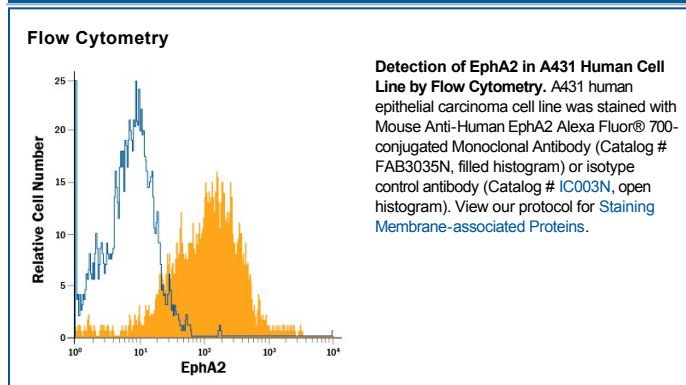 Flow Cytometry
25
20
15
10
5
0
Relative Cell Number
10⁰ 10¹ 10² 10³ 10⁴
EphA2
Detection of EphA2 in A431 Human Cell
Line by Flow Cytometry. A431 human
epithelial carcinoma cell line was stained with
Mouse Anti-Human EphA2 Alexa Fluor® 700-
conjugated Monoclonal Antibody (Catalog #
FAB3035N, filled histogram) or isotype
control antibody (Catalog # IC003N, open
histogram). View our protocol for Staining
Membrane-associated Proteins.